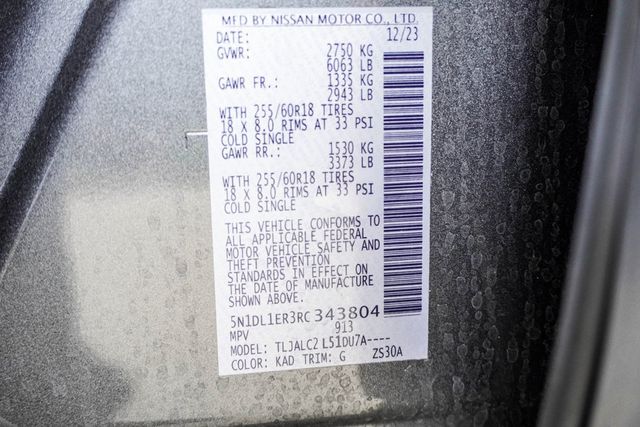 MFD BY NISSAN MOTOR CO., LTD.
DATE: 12/23
GVWR: 2750 KG
6063 LB
GAWR FR.: 1335 KG
2943 LB
WITH 255/60R18 TIRES
18 X 8.0 RIMS AT 33 PSI
COLD SINGLE
GAWR RR.: 1530 KG
3373 LB
WITH 255/60R18 TIRES
18 X 8.0 RIMS AT 33 PSI
COLD SINGLE
THIS VEHICLE CONFORMS TO
ALL APPLICABLE FEDERAL
MOTOR VEHICLE SAFETY AND
THEFT PREVENTION
STANDARDS IN EFFECT ON
THE DATE OF MANUFACTURE
SHOWN ABOVE.
5N1DL1ER3RC343804
MPV 913
MODEL: TLJALC2 L51DU7A----
COLOR: KAD TRIM: G ZS30A